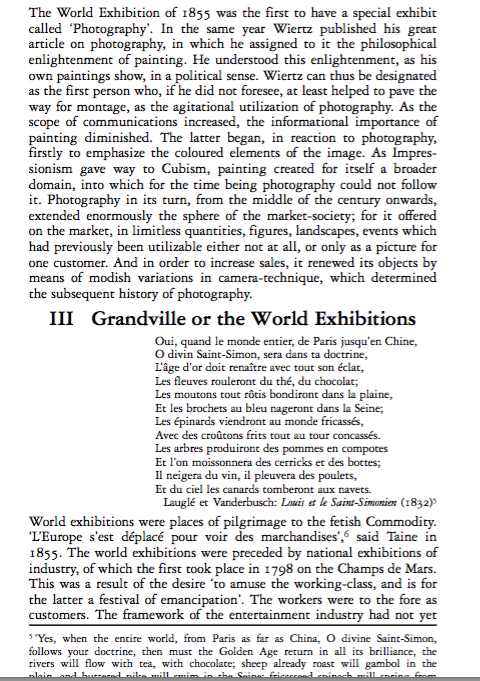 The World Exhibition of 1855 was the first to have a special exhibit
called ‘Photography’. In the same year Wiertz published his great
article on photography, in which he assigned to it the philosophical
enlightenment of painting. He understood this enlightenment, as his
own paintings show, in a political sense. Wiertz can thus be designated
as the first person who, if he did not foresee, at least helped to pave the
way for montage, as the agitational utilization of photography. As the
scope of communications increased, the informational importance of
painting diminished. The latter began, in reaction to photography,
firstly to emphasize the coloured elements of the image. As Impres-
sionism gave way to Cubism, painting created for itself a broader
domain, into which for the time being photography could not follow
it. Photography in its turn, from the middle of the century onwards,
extended enormously the sphere of the market-society; for it offered
on the market, in limitless quantities, figures, landscapes, events which
had previously been utilizable either not at all, or only as a picture for
one customer. And in order to increase sales, it renewed its objects by
means of modish variations in camera-technique, which determined
the subsequent history of photography.
III Grandville or the World Exhibitions
Oui, quand le monde entier, de Paris jusqu'en Chine,
O divin Saint-Simon, sera dans ta doctrine,
L'âge d'or doit renaître avec tout son éclat,
Les fleuves rouleront du thé, du chocolat;
Les moutons tout rôtis bondiront dans la plaine,
Et les brochets au bleu nageront dans la Seine;
Les épinards viendront au monde fricassés,
Avec des croûtons frits tout au tour concassés.
Les arbres produiront des pommes en compotes
Et l'on moissonnera des cerricks et des bottes;
Il neigera du vin, il pleuvera des poulets,
Et du ciel les canards tomberont aux navets.
Lauglé et Vanderbusch: Louis et le Saint-Simonien (1832)⁵
World exhibitions were places of pilgrimage to the fetish Commodity.
‘L'Europe s'est déplacé pour voir des marchandises’,⁶ said Taine in
1855. The world exhibitions were preceded by national exhibitions of
industry, of which the first took place in 1798 on the Champs de Mars.
This was a result of the desire ‘to amuse the working-class, and is for
the latter a festival of emancipation’. The workers were to the fore as
customers. The framework of the entertainment industry had not yet
⁵ ‘Yes, when the entire world, from Paris as far as China, O divine Saint-Simon,
follows your doctrine, then must the Golden Age return in all its brilliance, the
rivers will flow with tea, with chocolate; sheep already roast will gambol in the
plain, and buttered pike will swim in the Seine; fricasseed spinach will spring from